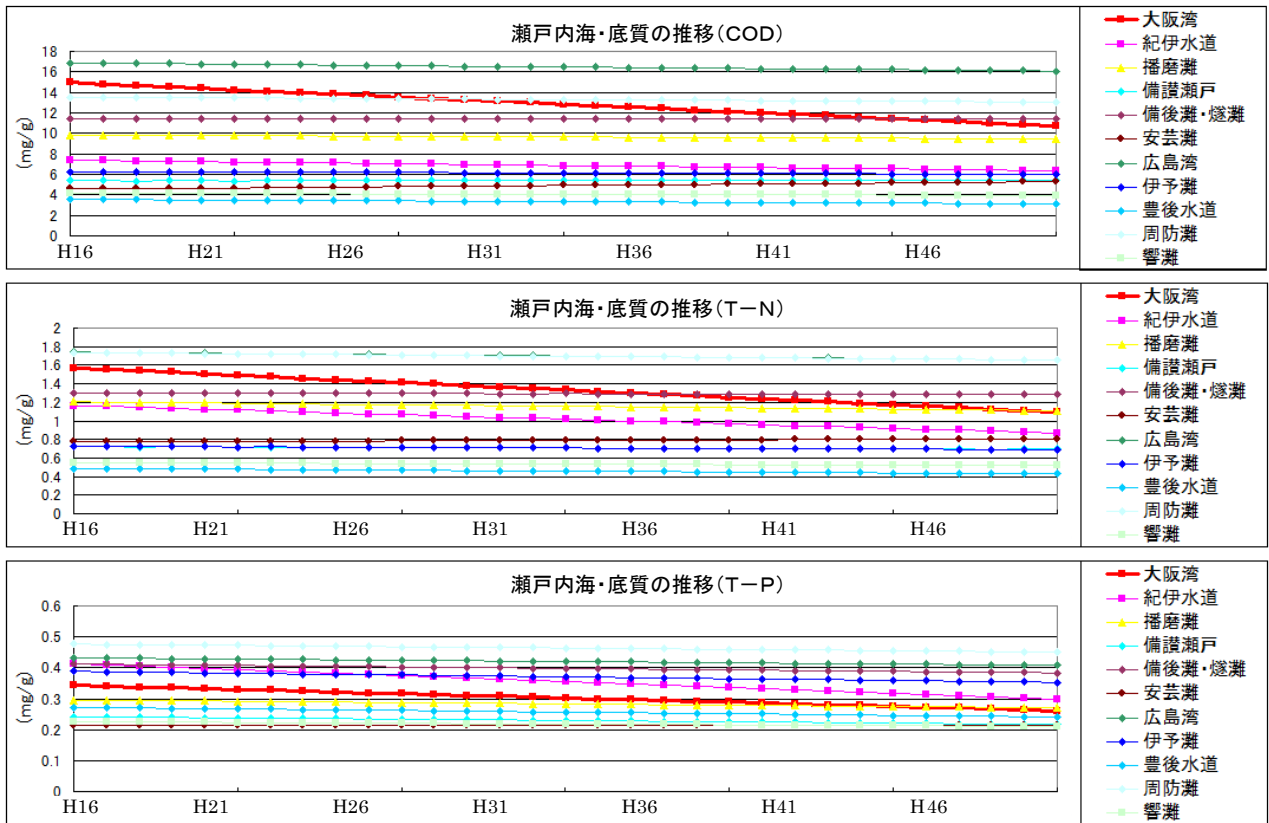 瀬戸内海・底質の推移(COD)
(mg/g)
18
16
14
12
10
8
6
4
2
0
H16 H21 H26 H31 H36 H41 H46
大阪湾
紀伊水道
播磨灘
備讃瀬戸
備後灘・燧灘
安芸灘
広島湾
伊予灘
豊後水道
周防灘
響灘
瀬戸内海・底質の推移(T-N)
(mg/g)
2
1.8
1.6
1.4
1.2
1
0.8
0.6
0.4
0.2
0
H16 H21 H26 H31 H36 H41 H46
大阪湾
紀伊水道
播磨灘
備讃瀬戸
備後灘・燧灘
安芸灘
広島湾
伊予灘
豊後水道
周防灘
響灘
瀬戸内海・底質の推移(T-P)
(mg/g)
0.6
0.5
0.4
0.3
0.2
0.1
0
H16 H21 H26 H31 H36 H41 H46
大阪湾
紀伊水道
播磨灘
備讃瀬戸
備後灘・燧灘
安芸灘
広島湾
伊予灘
豊後水道
周防灘
響灘